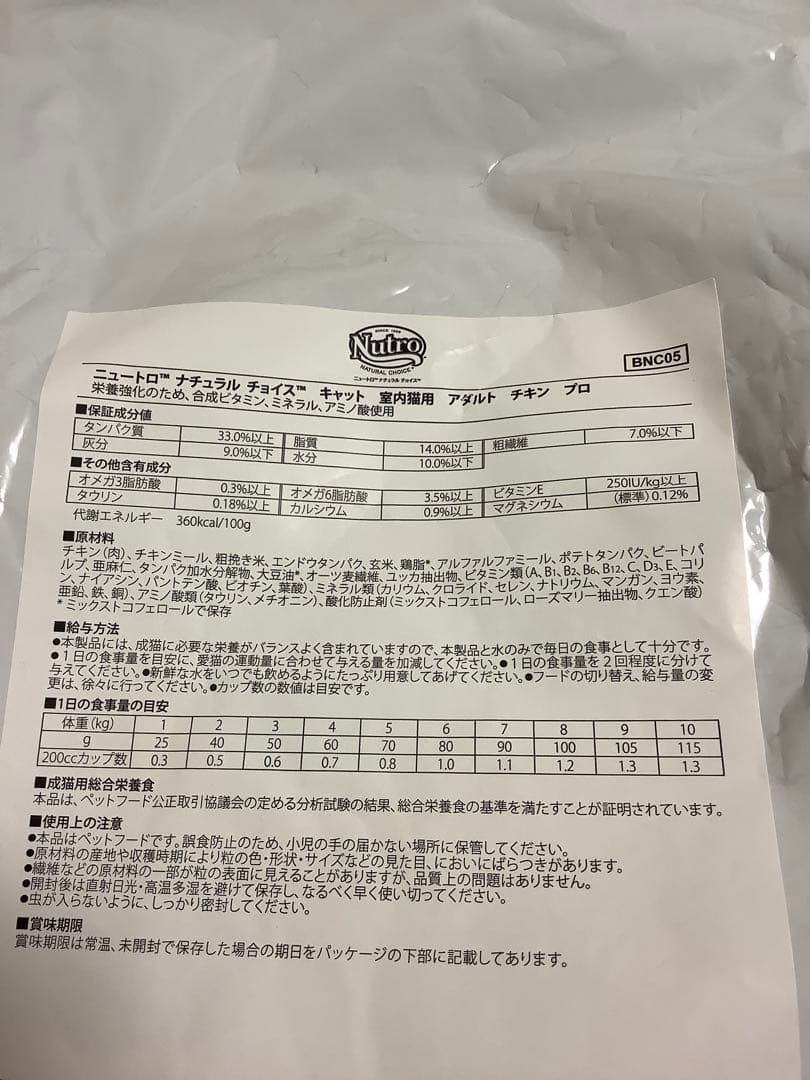 SINCE 1926
Nutro
NATURAL CHOICE
ニュートロ™ ナチュラル チョイス™
BNC05
ニュートロ™ ナチュラル チョイス™ キャット 室内猫用 アダルト チキン プロ
栄養強化のため、合成ビタミン、ミネラル、アミノ酸使用
■保証成分値
タンパク質 33.0%以上 脂質 14.0%以上 粗繊維 7.0%以下
灰分 9.0%以下 水分 10.0%以下
■その他含有成分
オメガ3脂肪酸 0.3%以上 オメガ6脂肪酸 3.5%以上 ビタミンE 250IU/kg以上
タウリン 0.18%以上 カルシウム 0.9%以上 マグネシウム (標準) 0.12%
代謝エネルギー 360kcal/100g
■原材料
チキン(肉)、チキンミール、粗挽き米、エンドウタンパク、玄米、鶏脂*、アルファルファミール、ポテトタンパク、ビートパ
ルプ、亜麻仁、タンパク加水分解物、大豆油*、オーツ麦繊維、ユッカ抽出物、ビタミン類(A、B1、B2、B6、B12、C、D3、E、コリ
ン、ナイアシン、パントテン酸、ビオチン、葉酸)、ミネラル類(カリウム、クロライド、セレン、ナトリウム、マンガン、ヨウ素、
亜鉛、鉄、銅)、アミノ酸類(タウリン、メチオニン)、酸化防止剤(ミックストコフェロール、ローズマリー抽出物、クエン酸)
* ミックストコフェロールで保存
■給与方法
●本製品には、成猫に必要な栄養がバランスよく含まれていますので、本製品と水のみで毎日の食事として十分です。
●1日の食事量を目安に、愛猫の運動量に合わせて与える量を加減してください。●1日の食事量を2回程度に分けて
与えてください。●新鮮な水をいつでも飲めるようにたっぷり用意してあげてください。●フードの切り替え、給与量の変
更は、徐々に行ってください。●カップ数の数値は目安です。
■1日の食事量の目安
体重(kg) 1 2 3 4 5 6 7 8 9 10
g 25 40 50 60 70 80 90 100 105 115
200ccカップ数 0.3 0.5 0.6 0.7 0.8 1.0 1.1 1.2 1.3 1.3
■成猫用総合栄養食
本品は、ペットフード公正取引協議会の定める分析試験の結果、総合栄養食の基準を満たすことが証明されています。
■使用上の注意
●本品はペットフードです。誤食防止のため、小児の手の届かない場所に保管してください。
●原材料の産地や収穫時期により粒の色・形状・サイズなどの見た目、においにばらつきがあります。
●繊維などの原材料の一部が粒の表面に見えることがありますが、品質上の問題はありません。
●開封後は直射日光・高温多湿を避けて保存し、なるべく早く使い切ってください。
●虫が入らないように、しっかり密封してください。
■賞味期限
賞味期限は常温、未開封で保存した場合の期日をパッケージの下部に記載してあります。